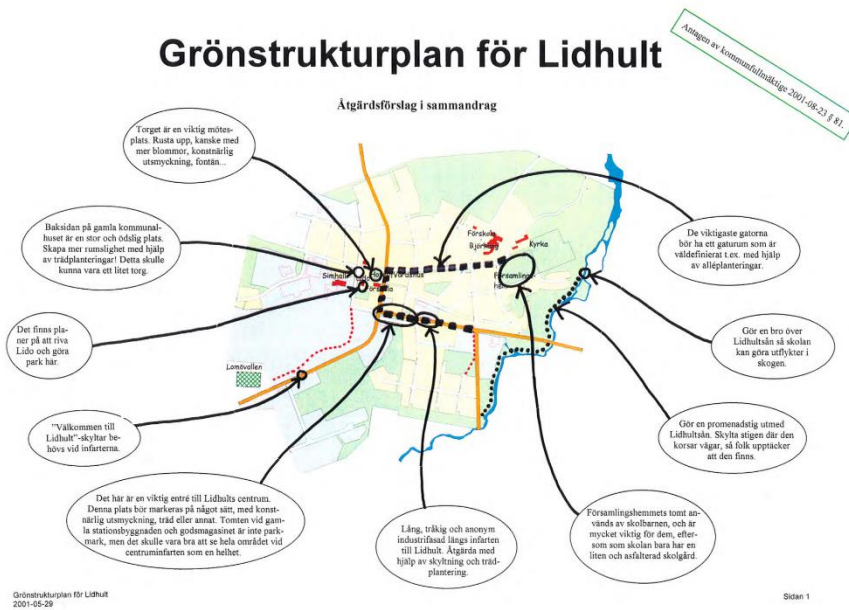 Grönstrukturplan för Lidhult
Antagen av kommunfullmäktige 2001-08-23 § 81.
Åtgärdsförslag i sammandrag
Torget är en viktig mötes-
plats. Rusta upp, kanske med
mer blommor, konstnärlig
utsmyckning, fontän...
Baksidan på gamla kommunal-
huset är en stor och ödslig plats.
Skapa mer rumslighet med hjälp
av trädplanteringar! Detta skulle
kunna vara ett litet torg.
Det finns pla-
ner på att riva
Lido och göra
park här.
"Välkommen till
Lidhult"-skyltar be-
hövs vid infarterna.
Det här är en viktig entré till Lidhults centrum.
Denna plats bör markeras på något sätt, med konst-
närlig utsmyckning, träd eller annat. Tomten vid gam-
la stationsbyggnaden och godsmagasinet är inte park-
mark, men det skulle vara bra att se hela området vid
centruminfarten som en helhet.
Lång, tråkig och anonym
industrifasad längs infarten
till Lidhult. Åtgärda med
hjälp av skyltning och träd-
plantering.
Församlingshemmets tomt an-
vänds av skolbarnen, och är
mycket viktig för dem, efter-
som som skolan bara har en
liten och asfalterad skolgård.
Gör en promenadstig utmed
Lidhultsån. Skylta stigen där den
korsar vägar, så folk upptäcker
att den finns.
Gör en bro över
Lidhultsån så skolan
kan göra utflykter i
skogen.
De viktigaste gatorna
bör ha ett gaturum som är
väldefinierat t.ex. med hjälp
av alléplanteringar.
Förskola
Kyrka
Simhall
Lomövallen
Grönstrukturplan för Lidhult
2001-05-29
Sidan 1